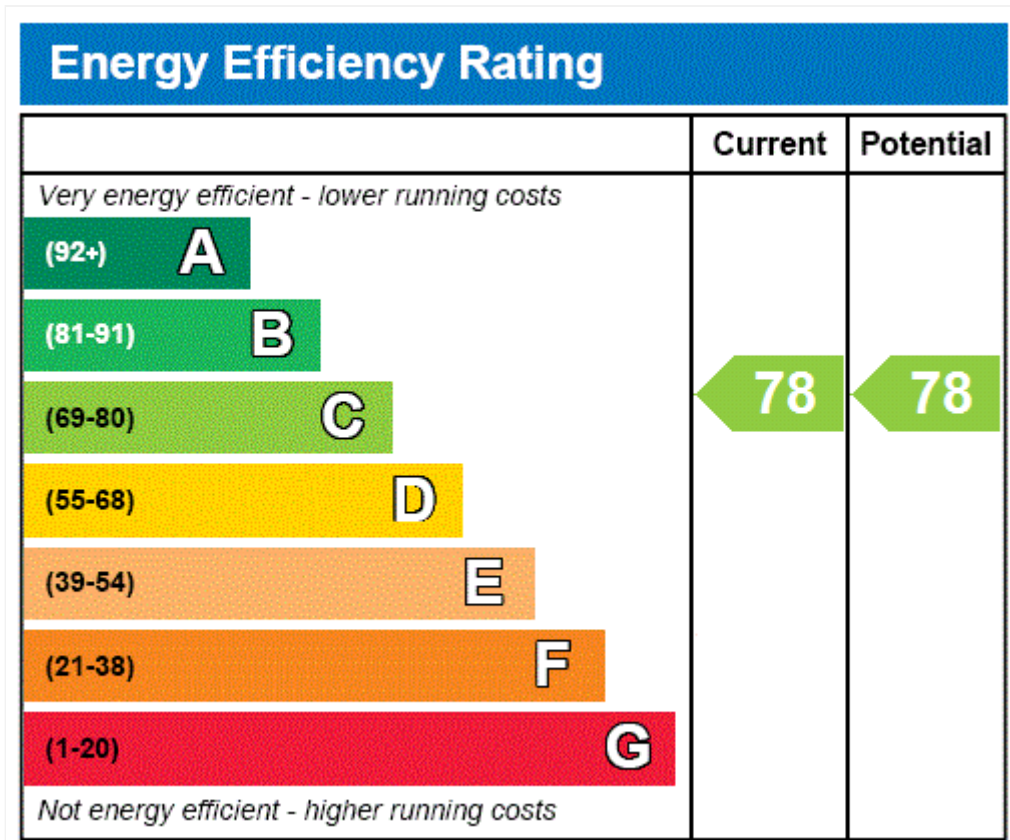 Energy Efficiency Rating
Current Potential
Very energy efficient - lower running costs
(92+) A
(81-91) B
(69-80) C
78 78
(55-68) D
(39-54) E
(21-38) F
(1-20) G
Not energy efficient - higher running costs